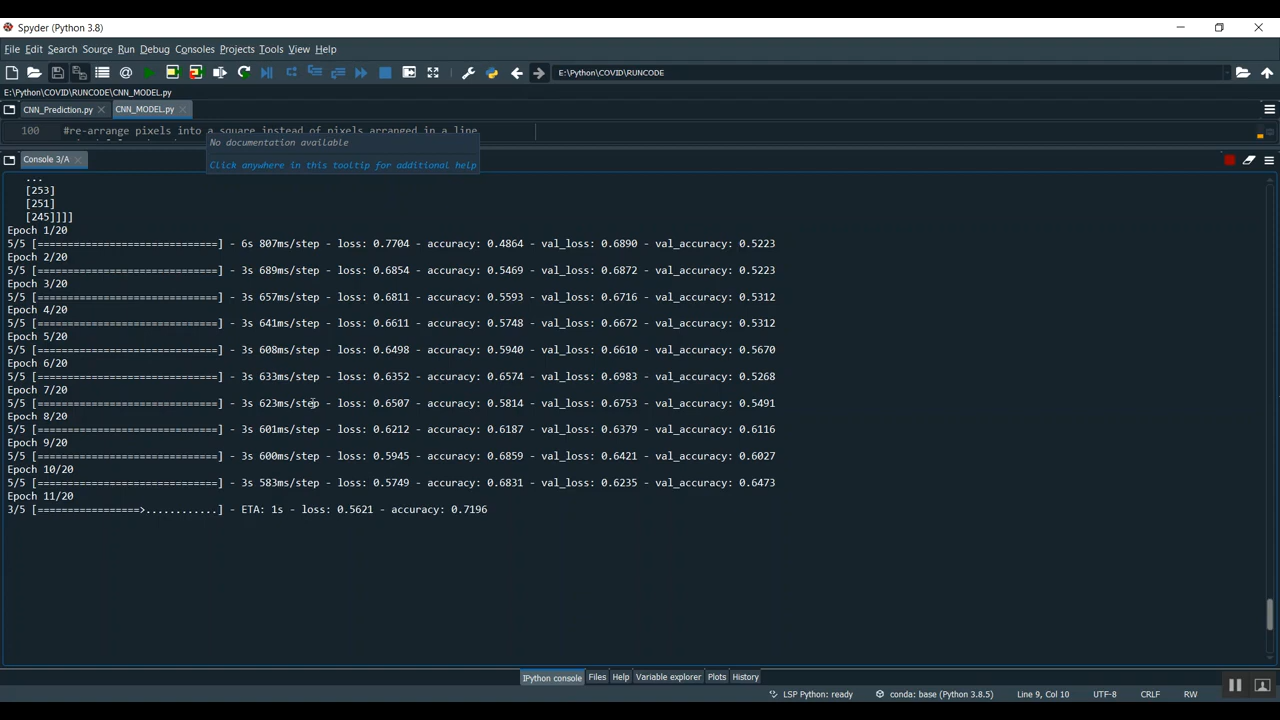 Spyder (Python 3.8)
File Edit Search Source Run Debug Consoles Projects Tools View Help
E:\Python\COVID\RUNCODE
E:\Python\COVID\RUNCODE\CNN_MODEL.py
CNN_Prediction.py CNN_MODEL.py
100 #re-arrange pixels into a square instead of pixels arranged in a line
No documentation available
Console 3/A
Click anywhere in this tooltip for additional help
...
[253]
[251]
[245]]]]
Epoch 1/20
5/5 [==============================] - 6s 807ms/step - loss: 0.7704 - accuracy: 0.4864 - val_loss: 0.6890 - val_accuracy: 0.5223
Epoch 2/20
5/5 [==============================] - 3s 689ms/step - loss: 0.6854 - accuracy: 0.5469 - val_loss: 0.6872 - val_accuracy: 0.5223
Epoch 3/20
5/5 [==============================] - 3s 657ms/step - loss: 0.6811 - accuracy: 0.5593 - val_loss: 0.6716 - val_accuracy: 0.5312
Epoch 4/20
5/5 [==============================] - 3s 641ms/step - loss: 0.6611 - accuracy: 0.5748 - val_loss: 0.6672 - val_accuracy: 0.5312
Epoch 5/20
5/5 [==============================] - 3s 608ms/step - loss: 0.6498 - accuracy: 0.5940 - val_loss: 0.6610 - val_accuracy: 0.5670
Epoch 6/20
5/5 [==============================] - 3s 633ms/step - loss: 0.6352 - accuracy: 0.6574 - val_loss: 0.6983 - val_accuracy: 0.5268
Epoch 7/20
5/5 [==============================] - 3s 623ms/step - loss: 0.6507 - accuracy: 0.5814 - val_loss: 0.6753 - val_accuracy: 0.5491
Epoch 8/20
5/5 [==============================] - 3s 601ms/step - loss: 0.6212 - accuracy: 0.6187 - val_loss: 0.6379 - val_accuracy: 0.6116
Epoch 9/20
5/5 [==============================] - 3s 600ms/step - loss: 0.5945 - accuracy: 0.6859 - val_loss: 0.6421 - val_accuracy: 0.6027
Epoch 10/20
5/5 [==============================] - 3s 583ms/step - loss: 0.5749 - accuracy: 0.6831 - val_loss: 0.6235 - val_accuracy: 0.6473
Epoch 11/20
3/5 [=================>............] - ETA: 1s - loss: 0.5621 - accuracy: 0.7196
IPython console Files Help Variable explorer Plots History
LSP Python: ready conda: base (Python 3.8.5) Line 9, Col 10 UTF-8 CRLF RW